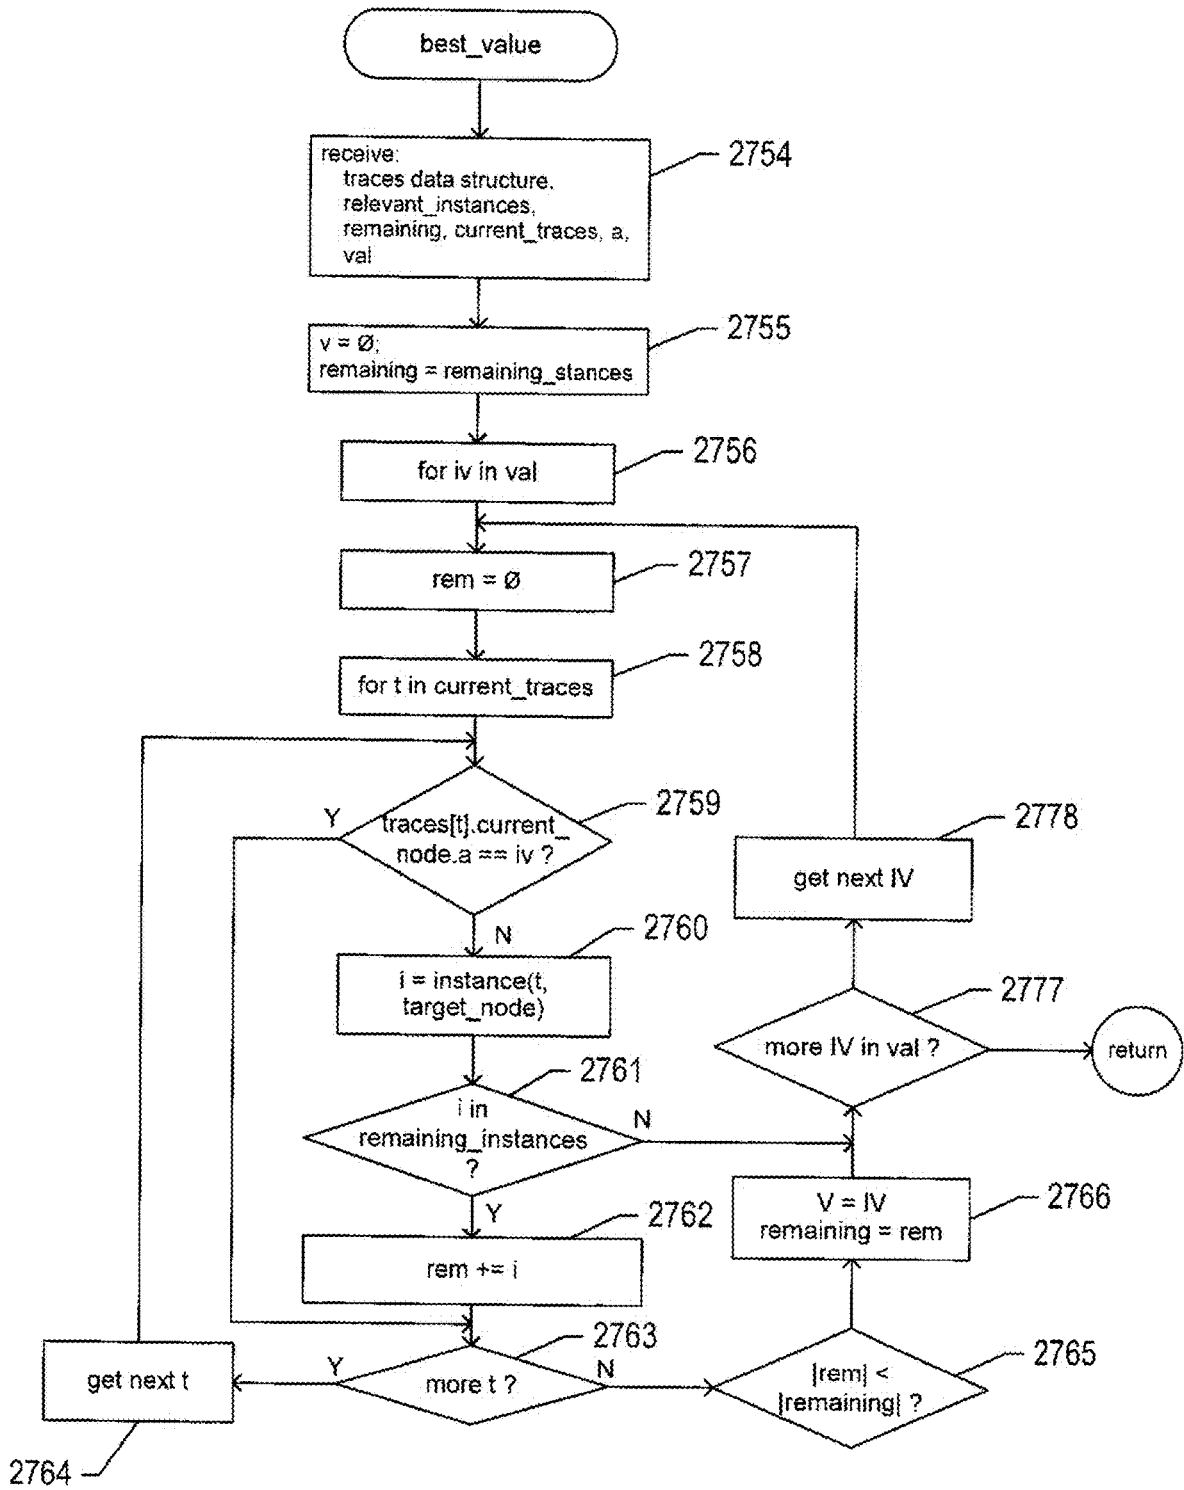 best_value
receive:
traces data structure,
relevant_instances,
remaining, current_traces, a,
val
2754
v = Ø;
remaining = remaining_stances
2755
for iv in val
2756
rem = Ø
2757
for t in current_traces
2758
traces[t].current_
node.a == iv ?
2759
Y
N
i = instance(t,
target_node)
2760
i in
remaining_instances
?
2761
N
Y
rem += i
2762
more t ?
2763
Y
N
get next t
2764
|rem| <
|remaining| ?
2765
V = IV
remaining = rem
2766
more IV in val ?
2777
return
get next IV
2778